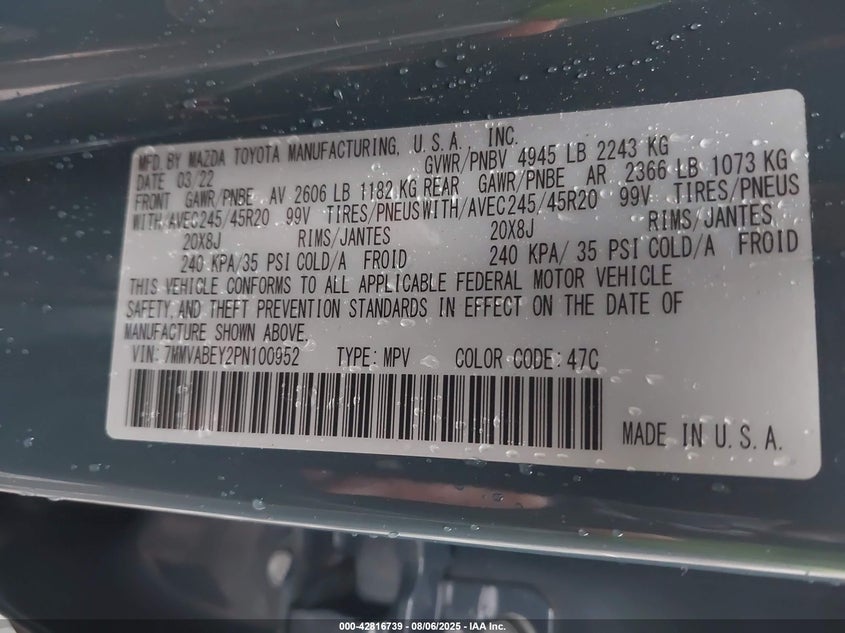 MFD. BY MAZDA TOYOTA MANUFACTURING, U.S.A. INC.
DATE 03/22 GVWR/PNBV 4945 LB 2243 KG
FRONT GAWR/PNBE AV 2606 LB 1182 KG REAR GAWR/PNBE AR 2366 LB 1073 KG
WITH/AVEC 245/45R20 99V TIRES/PNEUS WITH/AVEC 245/45R20 99V TIRES/PNEUS
20X8J RIMS/JANTES 20X8J RIMS/JANTES
240 KPA/ 35 PSI COLD/A FROID 240 KPA/ 35 PSI COLD/A FROID
THIS VEHICLE CONFORMS TO ALL APPLICABLE FEDERAL MOTOR VEHICLE
SAFETY, AND THEFT PREVENTION STANDARDS IN EFFECT ON THE DATE OF
MANUFACTURE SHOWN ABOVE.
VIN: 7MMVABEY2PN100952 TYPE: MPV COLOR CODE: 47C
MADE IN U.S.A.
000-42816739 - 08/06/2025 - IAA Inc.